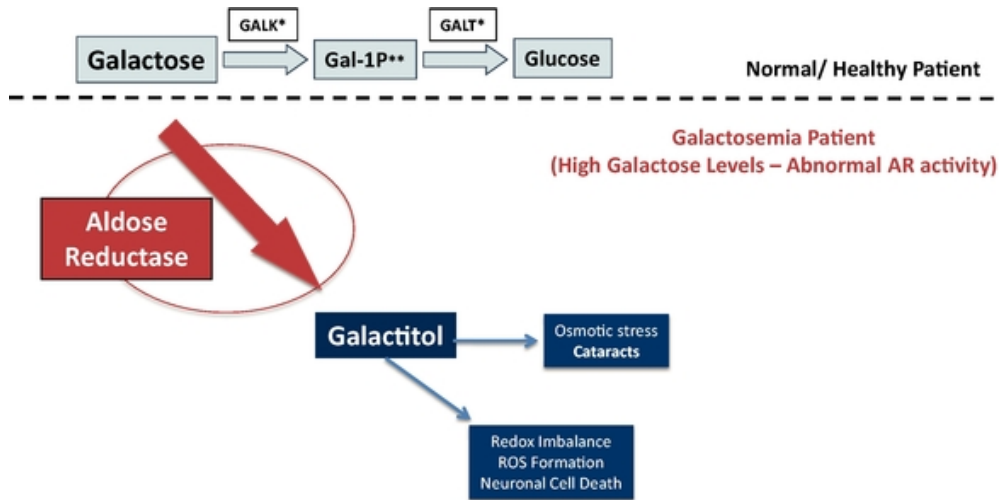 GALK*
GALT*
Galactose
Gal-1P**
Glucose
Normal/ Healthy Patient
Galactosemia Patient
(High Galactose Levels – Abnormal AR activity)
Aldose
Reductase
Galactitol
Osmotic stress
Cataracts
Redox Imbalance
ROS Formation
Neuronal Cell Death